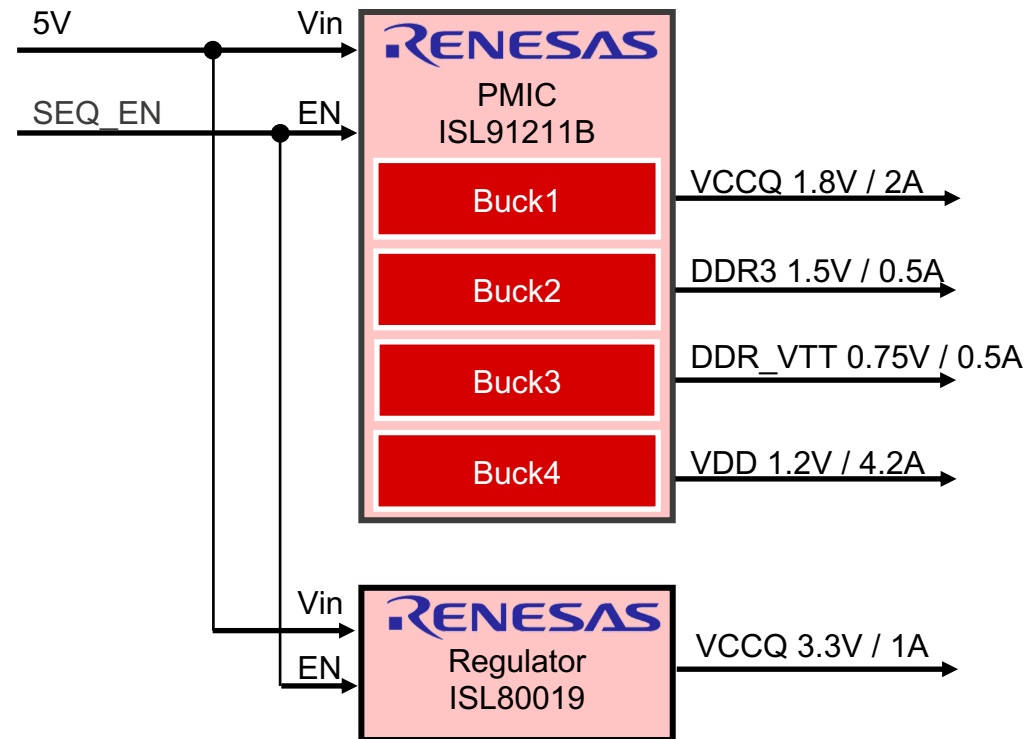 5V
Vin
RENESAS
PMIC
ISL91211B
SEQ_EN
EN
Buck1
VCCQ 1.8V / 2A
Buck2
DDR3 1.5V / 0.5A
Buck3
DDR_VTT 0.75V / 0.5A
Buck4
VDD 1.2V / 4.2A
Vin
EN
RENESAS
Regulator
ISL80019
VCCQ 3.3V / 1A